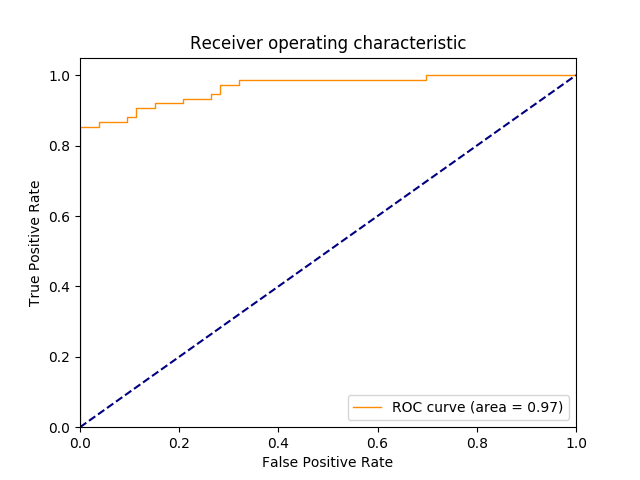 Receiver operating characteristic
1.0
0.8
0.6
0.4
0.2
0.0
True Positive Rate
0.0 0.2 0.4 0.6 0.8 1.0
False Positive Rate
ROC curve (area = 0.97)